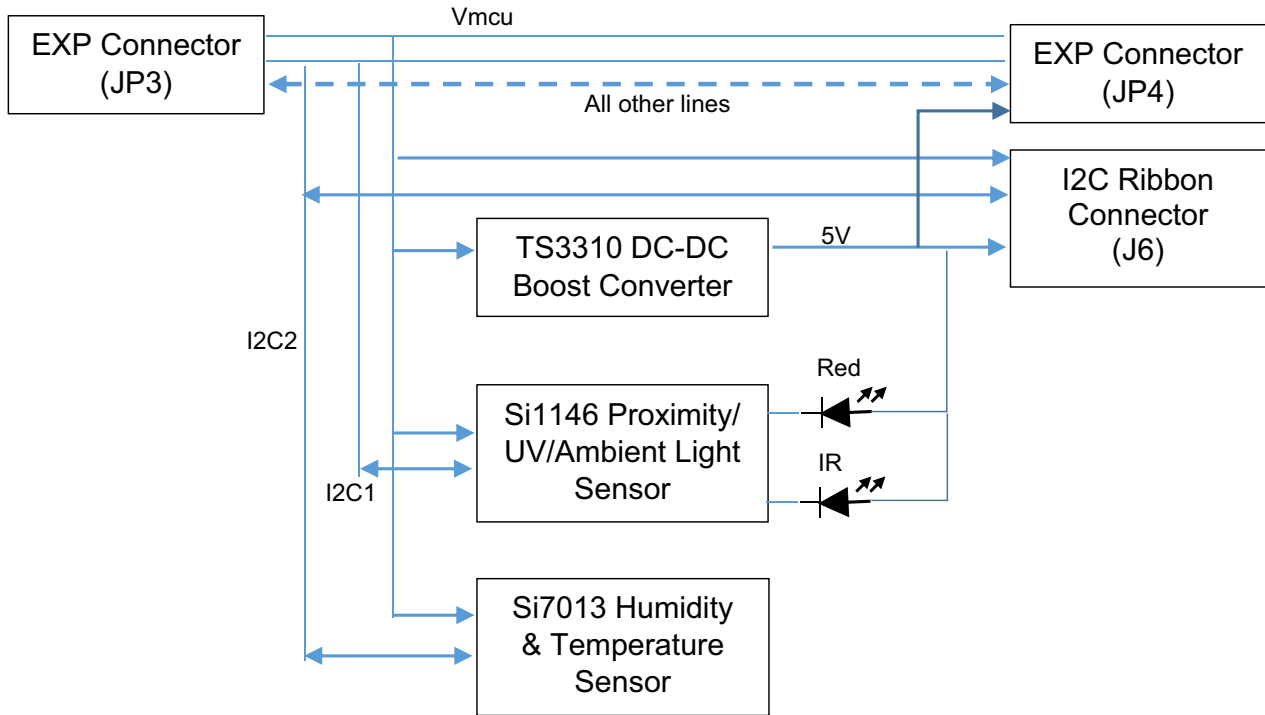 Vmcu
EXP Connector
(JP3)
EXP Connector
(JP4)
All other lines
I2C Ribbon
Connector
(J6)
TS3310 DC-DC
Boost Converter
5V
I2C2
Red
Si1146 Proximity/
UV/Ambient Light
Sensor
IR
I2C1
Si7013 Humidity
& Temperature
Sensor